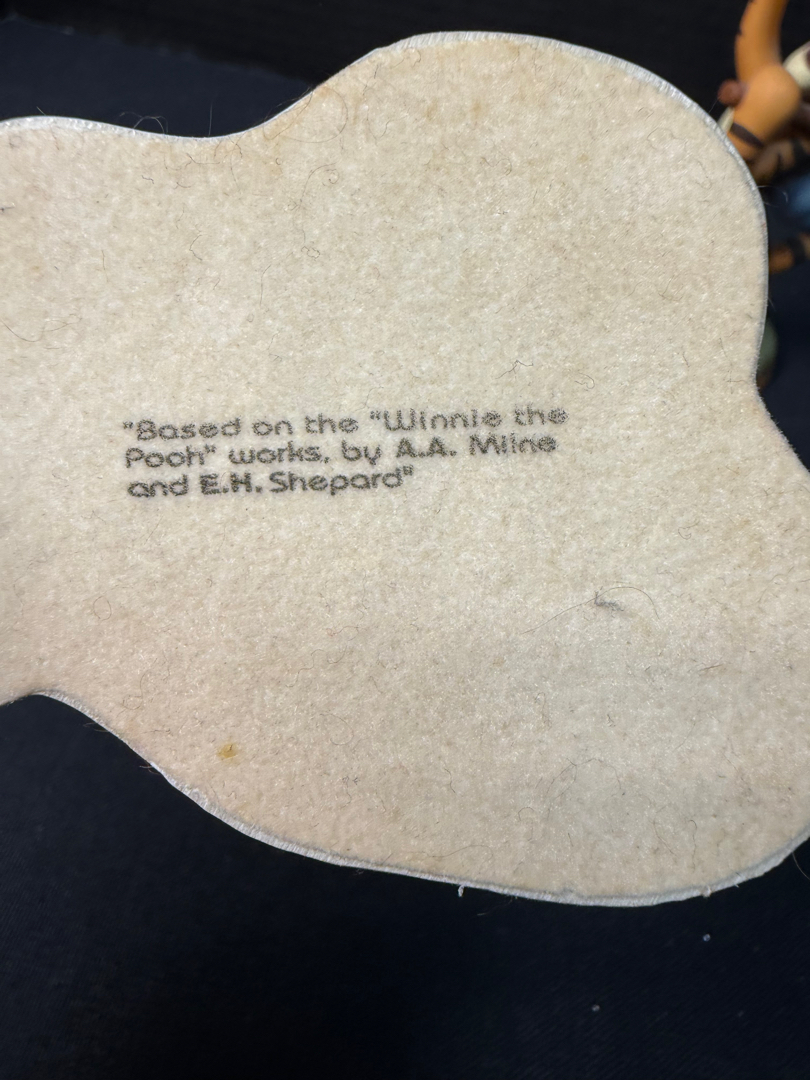 "Based on the "Winnie the
Pooh" works, by A.A. Milne
and E.H. Shepard"